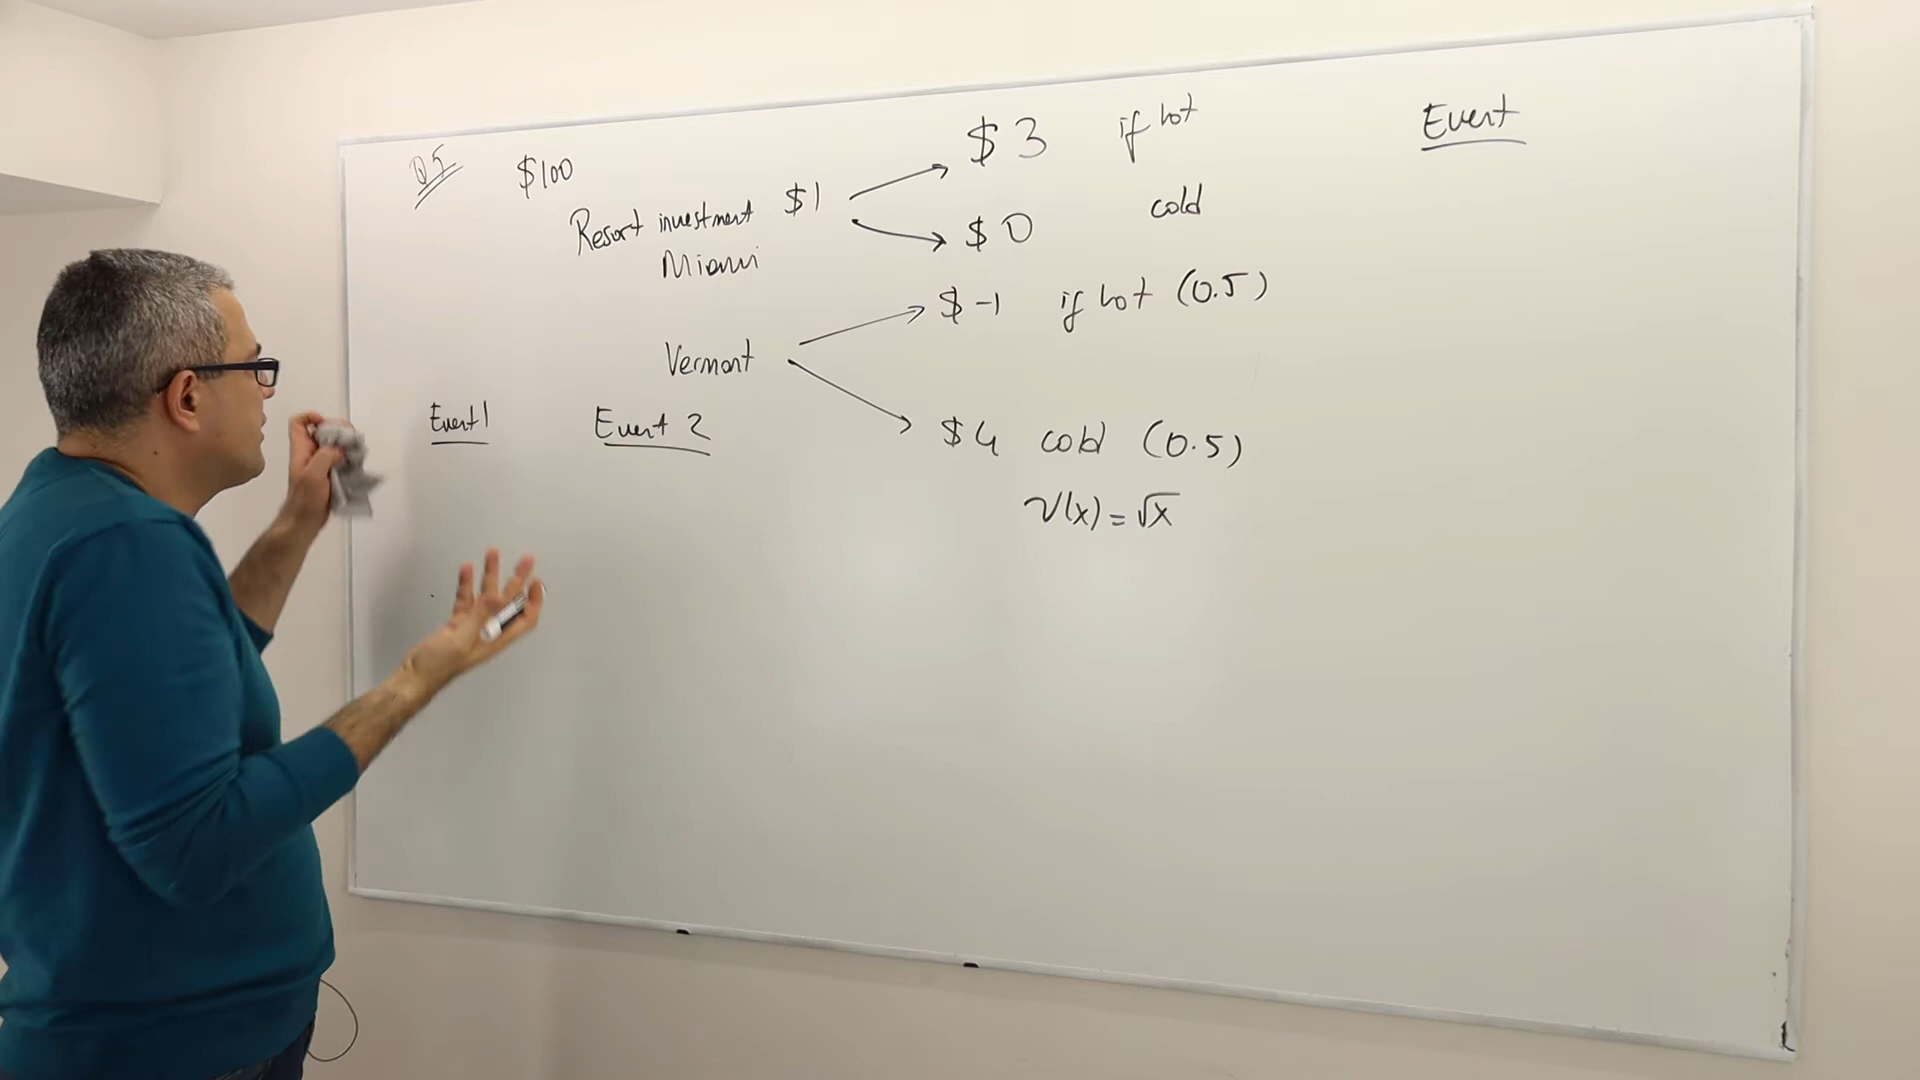 Q5 $100
Resort investment $1
Miami
$3 if hot
$0 cold
Vermont
$-1 if hot (0.5)
$4 cold (0.5)
v(x) = √x
Event 1
Event 2
Event